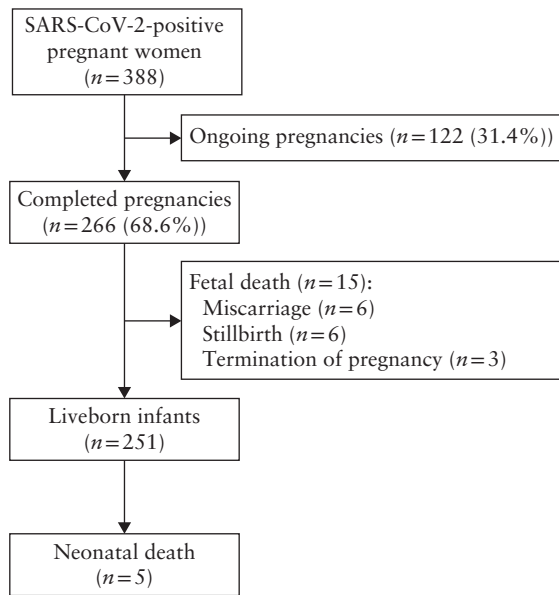 SARS-CoV-2-positive
pregnant women
(n=388)
Ongoing pregnancies (n=122 (31.4%))
Completed pregnancies
(n=266 (68.6%))
Fetal death (n=15):
Miscarriage (n=6)
Stillbirth (n=6)
Termination of pregnancy (n=3)
Liveborn infants
(n=251)
Neonatal death
(n=5)